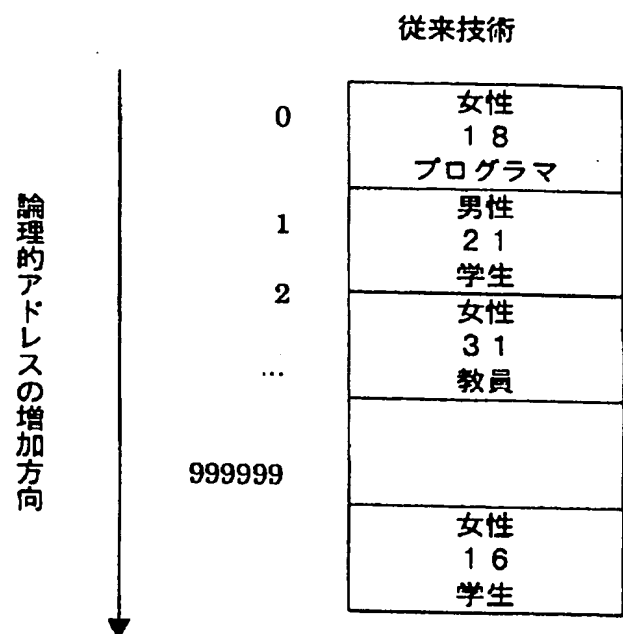 従来技術
論理的アドレスの増加方向
0
女性
18
プログラマ
1
男性
21
学生
2
女性
31
教員
…
999999
女性
16
学生